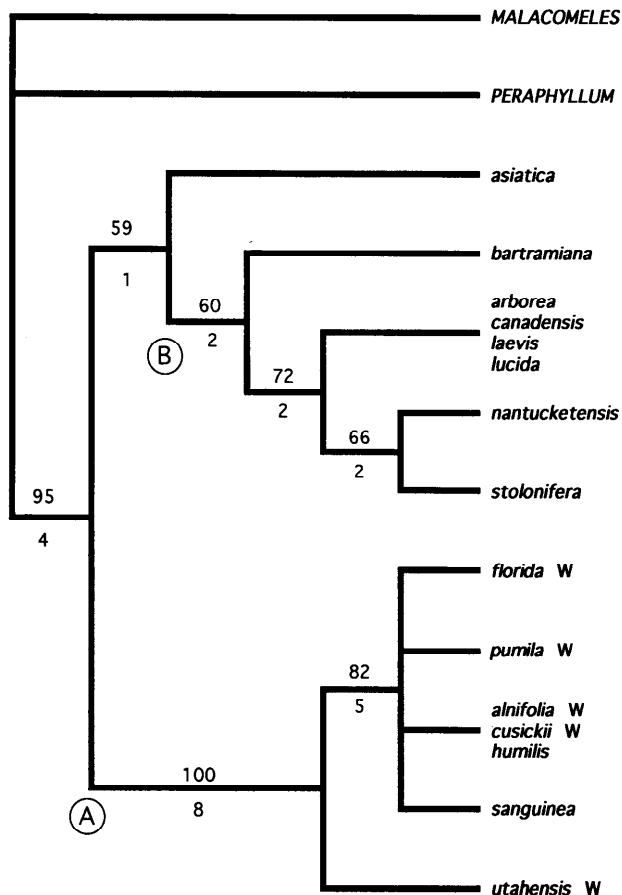 MALACOMELES
PERAPHYLLUM
asiatica
59
1
bartramiana
60
2
B
arborea
canadensis
laevis
lucida
72
2
nantucketensis
66
2
stolonifera
95
4
florida W
pumila W
82
5
alnifolia W
cusickii W
humilis
100
8
A
sanguinea
utahensis W